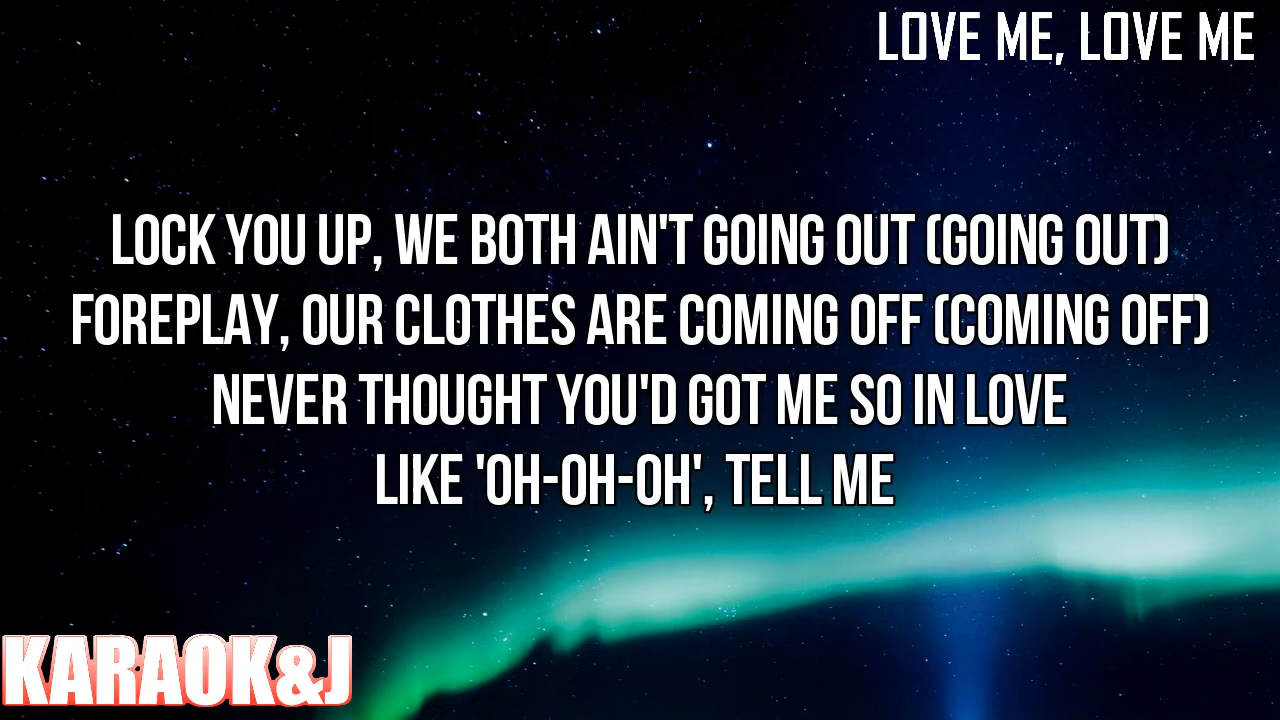 LOVE ME, LOVE ME
LOCK YOU UP, WE BOTH AIN'T GOING OUT (GOING OUT)
FOREPLAY, OUR CLOTHES ARE COMING OFF (COMING OFF)
NEVER THOUGHT YOU'D GOT ME SO IN LOVE
LIKE 'OH-OH-OH', TELL ME
KARAOK&J